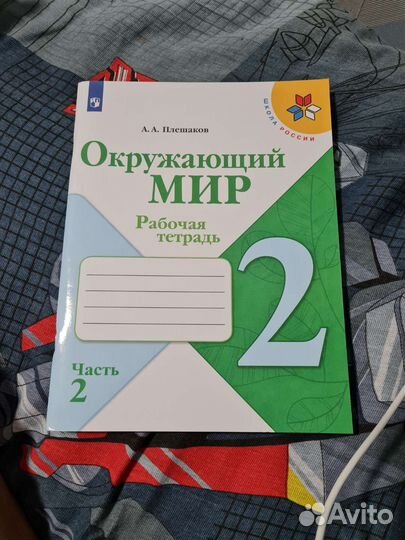 ШКОЛА РОССИИ
А. А. Плешаков
Окружающий
МИР
Рабочая
тетрадь
2
Часть
2
Avito